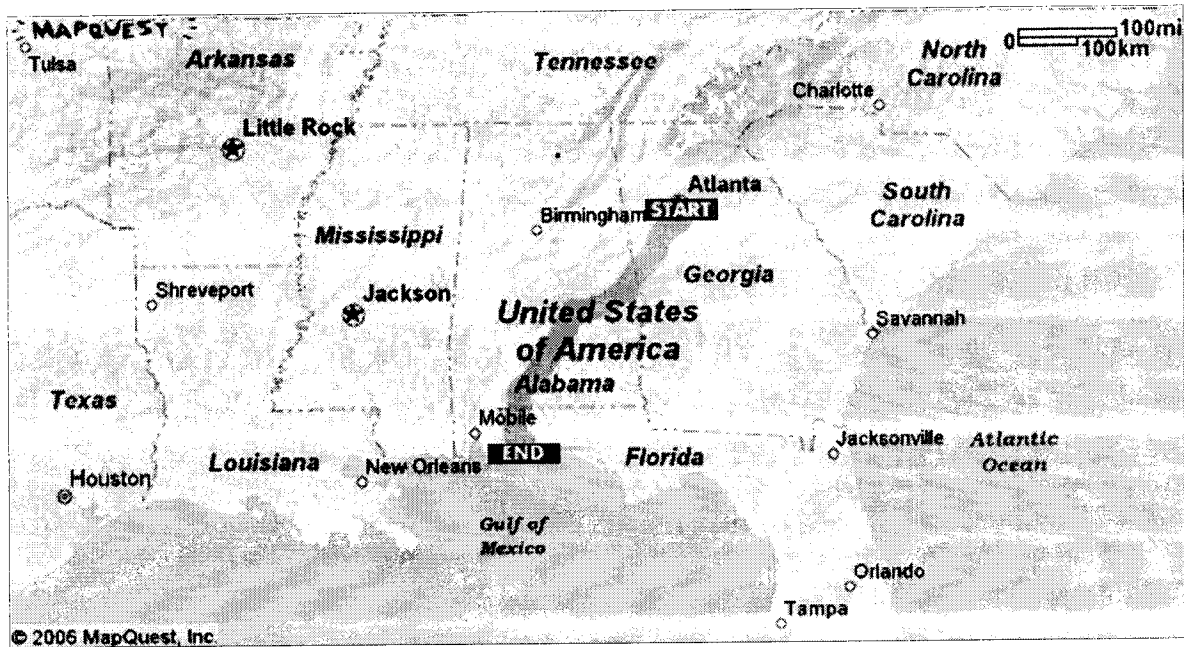 MAPQUEST
Tulsa
Arkansas
Tennessee
North
Carolina
0 100mi
100km
Charlotte
Little Rock
Atlanta
START
Birmingham
South
Carolina
Mississippi
Georgia
Shreveport
Jackson
United States
of America
Savannah
Texas
Alabama
Mobile
END
Louisiana
New Orleans
Florida
Jacksonville
Atlantic
Ocean
Houston
Gulf of
Mexico
Orlando
Tampa
© 2006 MapQuest, Inc.